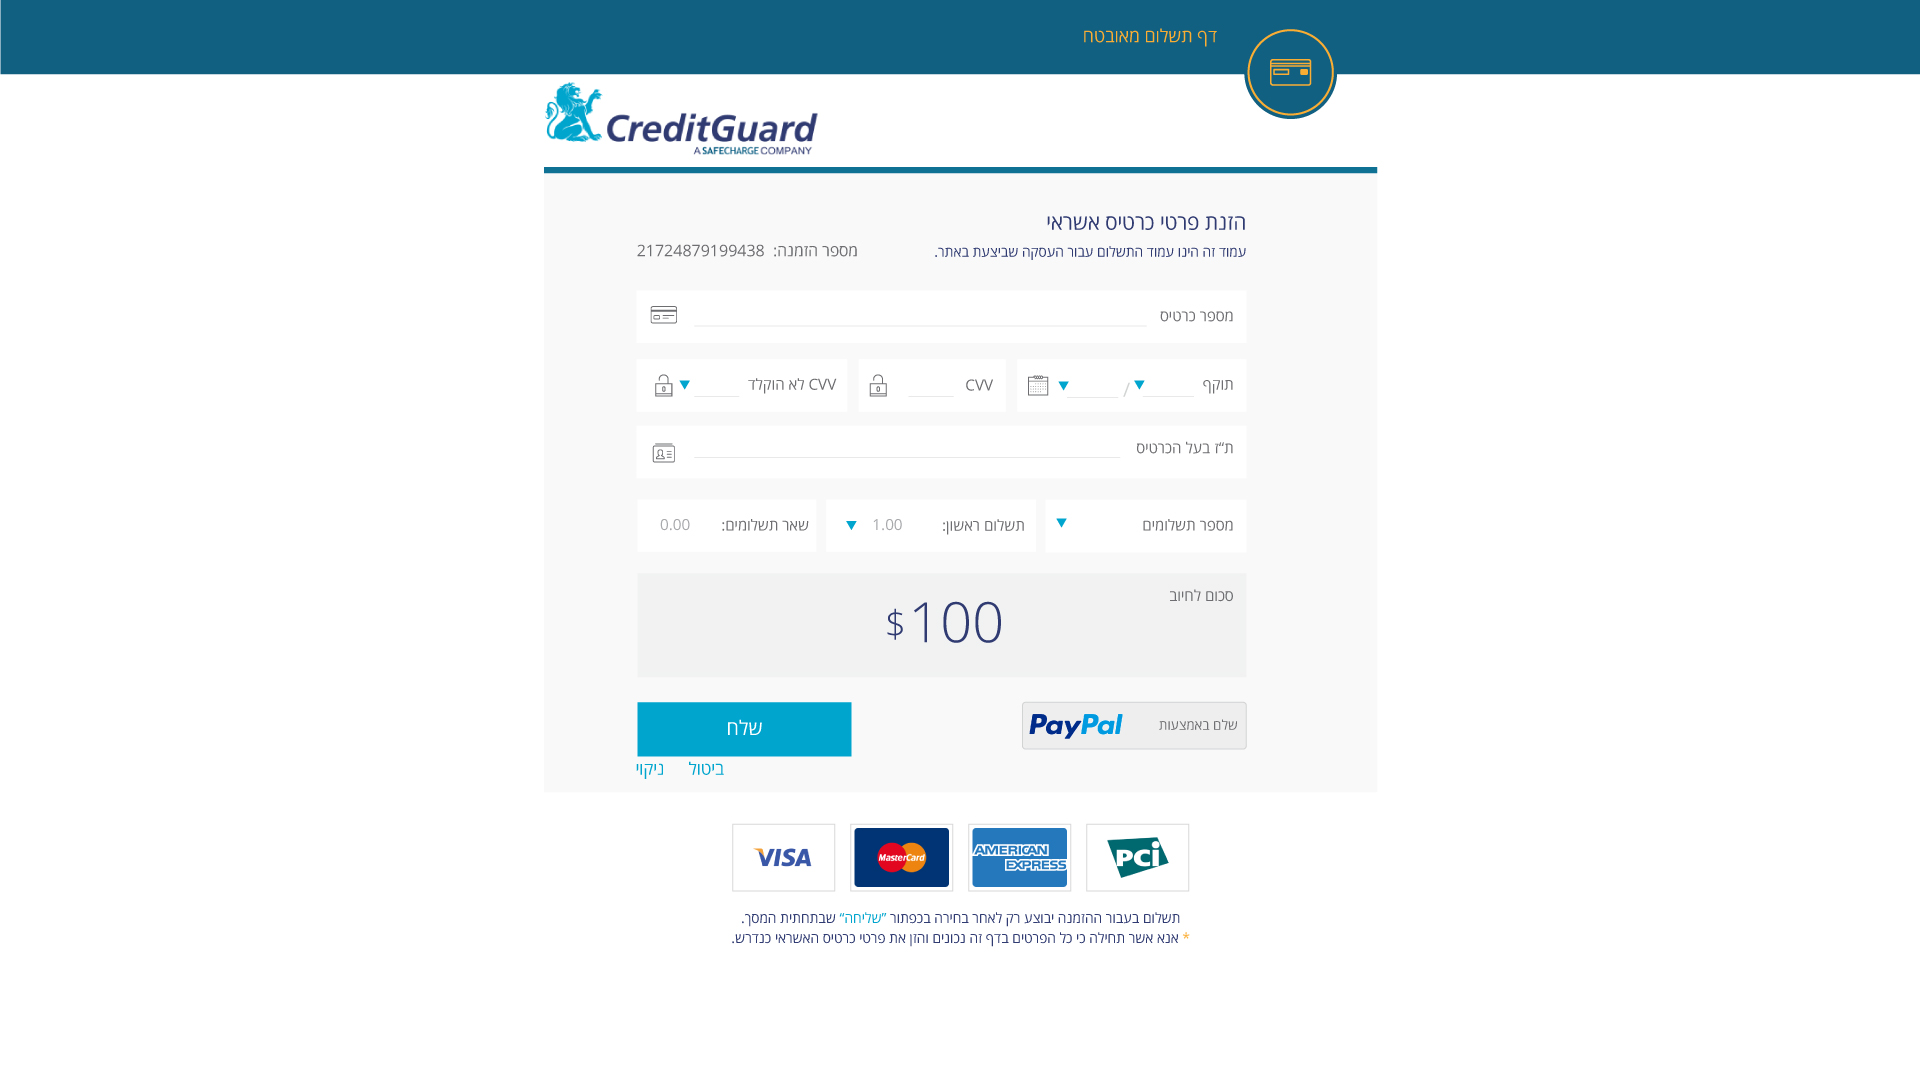 דף תשלום מאובטח
CreditGuard
A SAFECHARGE COMPANY
הזנת פרטי כרטיס אשראי
עמוד זה הינו עמוד התשלום עבור העסקה שביצעת באתר.
מספר הזמנה: 21724879199438
מספר כרטיס
תוקף /
CVV
CVV לא הוקלד
ת“ז בעל הכרטיס
מספר תשלומים
תשלום ראשון: 1.00
שאר תשלומים: 0.00
סכום לחיוב
$100
שלם באמצעות PayPal
שלח
ביטול
ניקוי
VISA
MasterCard
AMERICAN EXPRESS
PCi
תשלום בעבור ההזמנה יבוצע רק לאחר בחירה בכפתור ”שליחה“ שבתחתית המסך.
* אנא אשר תחילה כי כל הפרטים בדף זה נכונים והזן את פרטי כרטיס האשראי כנדרש.